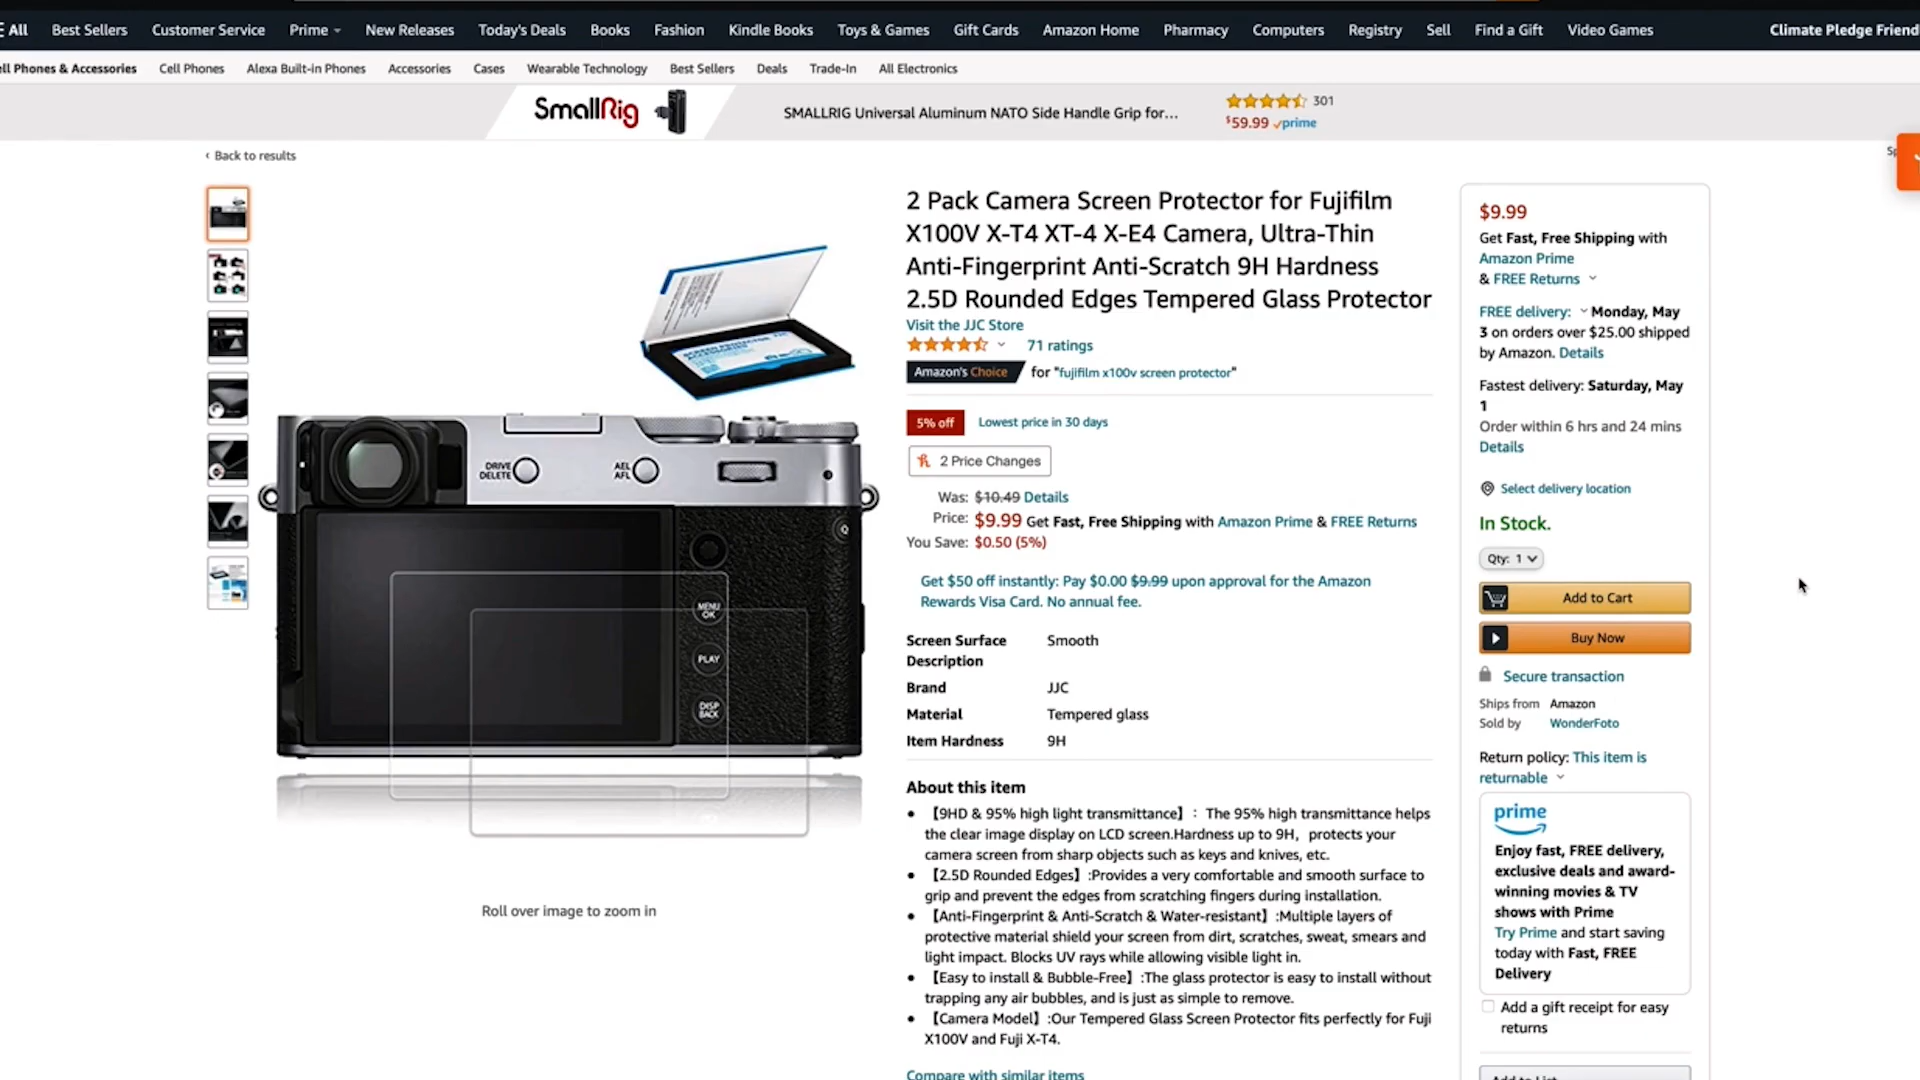 All
Best Sellers
Customer Service
Prime
New Releases
Today's Deals
Books
Fashion
Kindle Books
Toys & Games
Gift Cards
Amazon Home
Pharmacy
Computers
Registry
Sell
Find a Gift
Video Games
Climate Pledge Friend
ell Phones & Accessories
Cell Phones
Alexa Built-in Phones
Accessories
Cases
Wearable Technology
Best Sellers
Deals
Trade-In
All Electronics
SmallRig
SMALLRIG Universal Aluminum NATO Side Handle Grip for...
301
$59.99 prime
Sp
‹ Back to results
DRIVE
DELETE
AEL
AFL
Q
MENU
OK
PLAY
DISP
BACK
Roll over image to zoom in
2 Pack Camera Screen Protector for Fujifilm
X100V X-T4 XT-4 X-E4 Camera, Ultra-Thin
Anti-Fingerprint Anti-Scratch 9H Hardness
2.5D Rounded Edges Tempered Glass Protector
Visit the JJC Store
71 ratings
Amazon's Choice for "fujifilm x100v screen protector"
5% off Lowest price in 30 days
2 Price Changes
Was: $10.49 Details
Price: $9.99 Get Fast, Free Shipping with Amazon Prime & FREE Returns
You Save: $0.50 (5%)
Get $50 off instantly: Pay $0.00 $9.99 upon approval for the Amazon
Rewards Visa Card. No annual fee.
Screen Surface Smooth
Description
Brand JJC
Material Tempered glass
Item Hardness 9H
About this item
• 【9HD & 95% high light transmittance】：The 95% high transmittance helps
the clear image display on LCD screen.Hardness up to 9H，protects your
camera screen from sharp objects such as keys and knives, etc.
• 【2.5D Rounded Edges】:Provides a very comfortable and smooth surface to
grip and prevent the edges from scratching fingers during installation.
• 【Anti-Fingerprint & Anti-Scratch & Water-resistant】:Multiple layers of
protective material shield your screen from dirt, scratches, sweat, smears and
light impact. Blocks UV rays while allowing visible light in.
• 【Easy to install & Bubble-Free】:The glass protector is easy to install without
trapping any air bubbles, and is just as simple to remove.
• 【Camera Model】:Our Tempered Glass Screen Protector fits perfectly for Fuji
X100V and Fuji X-T4.
Compare with similar items
$9.99
Get Fast, Free Shipping with
Amazon Prime
& FREE Returns
FREE delivery: Monday, May
3 on orders over $25.00 shipped
by Amazon. Details
Fastest delivery: Saturday, May
1
Order within 6 hrs and 24 mins
Details
Select delivery location
In Stock.
Qty: 1
Add to Cart
Buy Now
Secure transaction
Ships from Amazon
Sold by WonderFoto
Return policy: This item is
returnable
prime
Enjoy fast, FREE delivery,
exclusive deals and award-
winning movies & TV
shows with Prime
Try Prime and start saving
today with Fast, FREE
Delivery
Add a gift receipt for easy
returns
Add to List